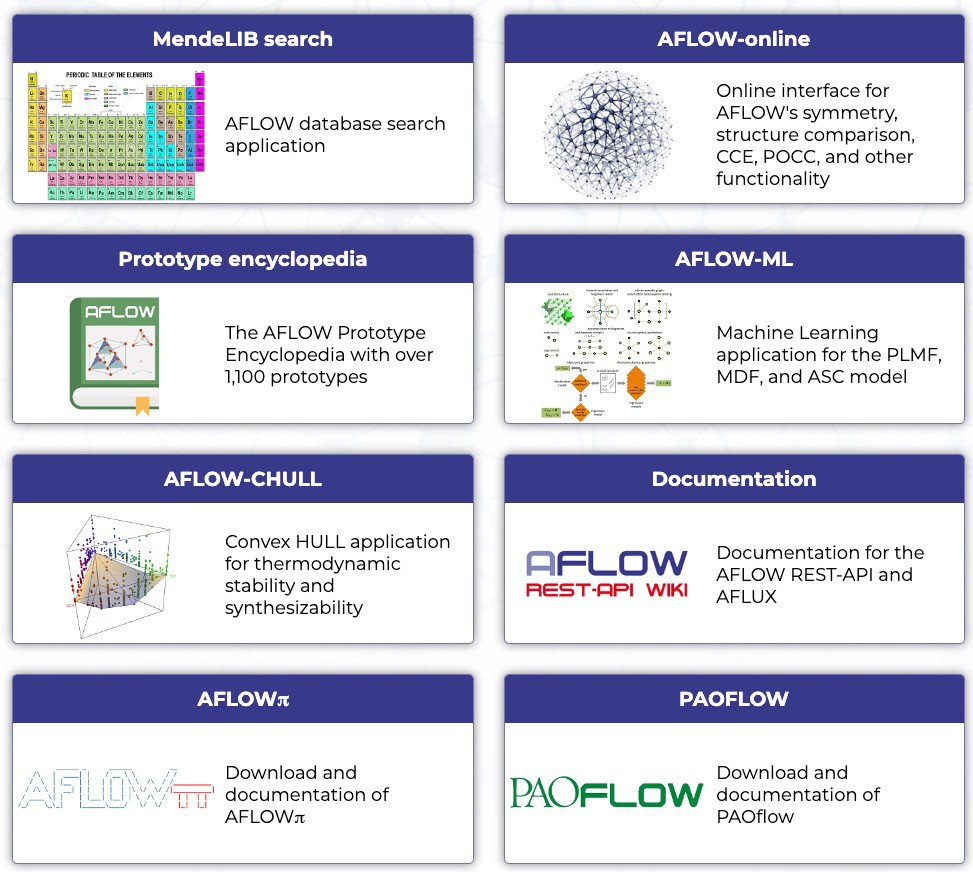 MendeLIB search
PERIODIC TABLE OF THE ELEMENTS
AFLOW database search
application
AFLOW-online
Online interface for
AFLOW's symmetry,
structure comparison,
CCE, POCC, and other
functionality
Prototype encyclopedia
AFLOW
The AFLOW Prototype
Encyclopedia with over
1,100 prototypes
AFLOW-ML
Machine Learning
application for the PLMF,
MDF, and ASC model
AFLOW-CHULL
Convex HULL application
for thermodynamic
stability and
synthesizability
Documentation
AFLOW
REST-API WIKI
Documentation for the
AFLOW REST-API and
AFLUX
AFLOWπ
AFLOWπ
Download and
documentation of
AFLOWπ
PAOFLOW
PAOFLOW
Download and
documentation of
PAOflow